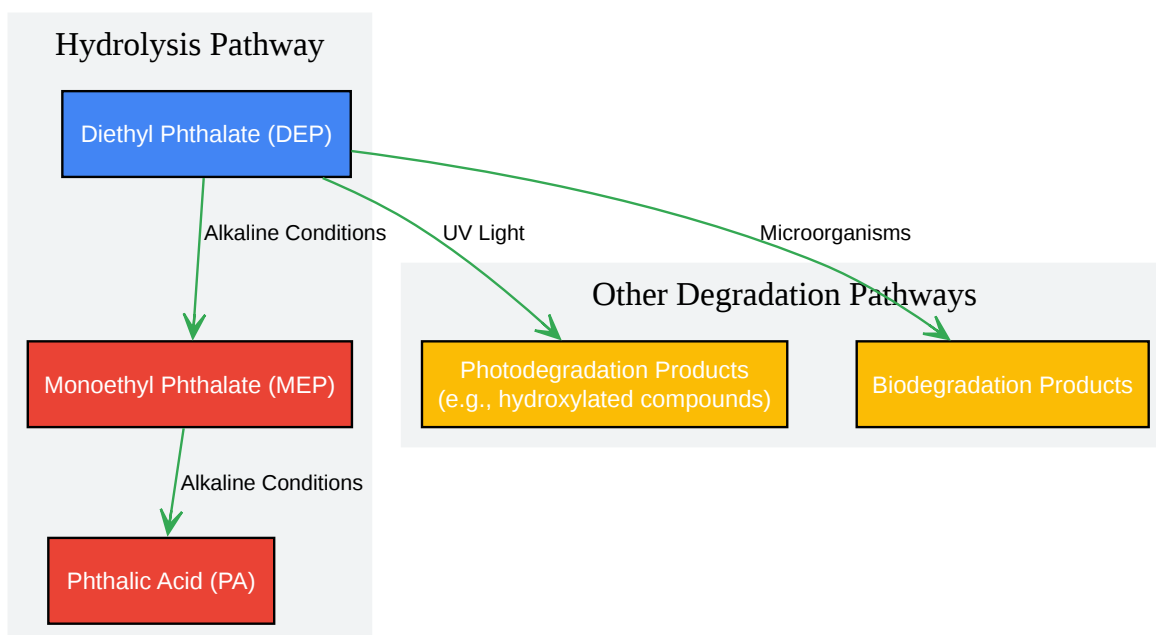 Hydrolysis Pathway
Diethyl Phthalate (DEP)
Alkaline Conditions
UV Light
Microorganisms
Other Degradation Pathways
Monoethyl Phthalate (MEP)
Photodegradation Products
(e.g., hydroxylated compounds)
Biodegradation Products
Alkaline Conditions
Phthalic Acid (PA)